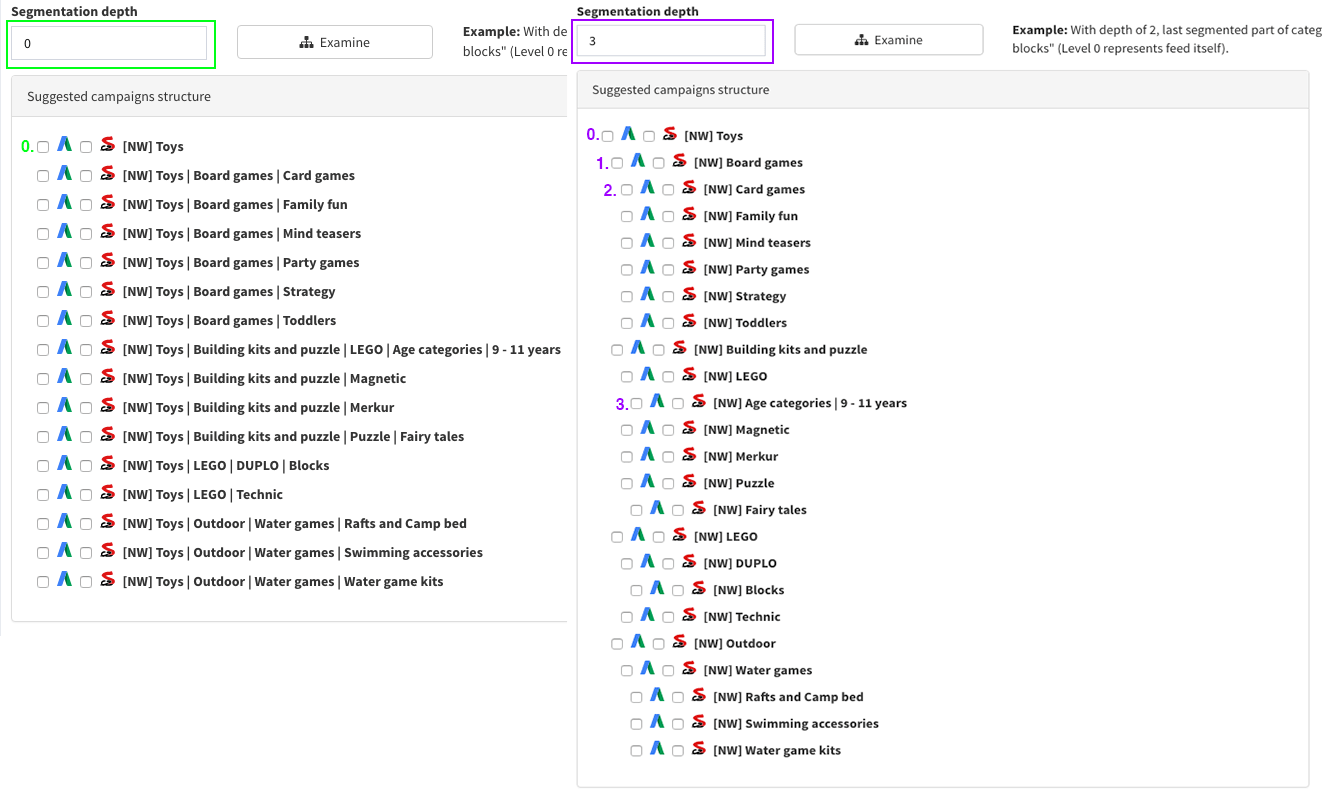 Segmentation depth
0
Examine
Example: With de
blocks" (Level 0 re
Suggested campaigns structure
0. [NW] Toys
[NW] Toys | Board games | Card games
[NW] Toys | Board games | Family fun
[NW] Toys | Board games | Mind teasers
[NW] Toys | Board games | Party games
[NW] Toys | Board games | Strategy
[NW] Toys | Board games | Toddlers
[NW] Toys | Building kits and puzzle | LEGO | Age categories | 9 - 11 years
[NW] Toys | Building kits and puzzle | Magnetic
[NW] Toys | Building kits and puzzle | Merkur
[NW] Toys | Building kits and puzzle | Puzzle | Fairy tales
[NW] Toys | LEGO | DUPLO | Blocks
[NW] Toys | LEGO | Technic
[NW] Toys | Outdoor | Water games | Rafts and Camp bed
[NW] Toys | Outdoor | Water games | Swimming accessories
[NW] Toys | Outdoor | Water games | Water game kits
Segmentation depth
3
Examine
Example: With depth of 2, last segmented part of categ
blocks" (Level 0 represents feed itself).
Suggested campaigns structure
0. [NW] Toys
1. [NW] Board games
2. [NW] Card games
[NW] Family fun
[NW] Mind teasers
[NW] Party games
[NW] Strategy
[NW] Toddlers
[NW] Building kits and puzzle
[NW] LEGO
3. [NW] Age categories | 9 - 11 years
[NW] Magnetic
[NW] Merkur
[NW] Puzzle
[NW] Fairy tales
[NW] LEGO
[NW] DUPLO
[NW] Blocks
[NW] Technic
[NW] Outdoor
[NW] Water games
[NW] Rafts and Camp bed
[NW] Swimming accessories
[NW] Water game kits